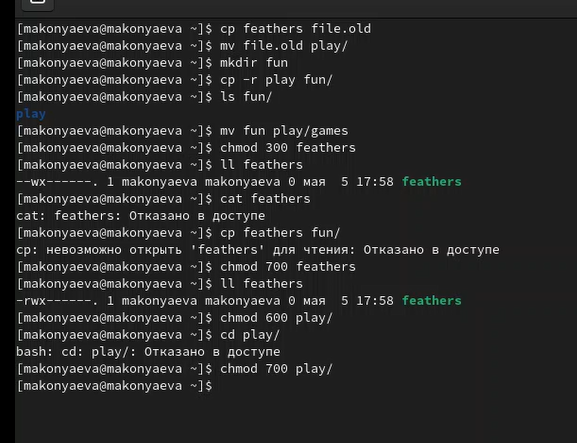 [makonyaeva@makonyaeva ~]$ cp feathers file.old
[makonyaeva@makonyaeva ~]$ mv file.old play/
[makonyaeva@makonyaeva ~]$ mkdir fun
[makonyaeva@makonyaeva ~]$ cp -r play fun/
[makonyaeva@makonyaeva ~]$ ls fun/
play
[makonyaeva@makonyaeva ~]$ mv fun play/games
[makonyaeva@makonyaeva ~]$ chmod 300 feathers
[makonyaeva@makonyaeva ~]$ ll feathers
--wx------. 1 makonyaeva makonyaeva 0 мая  5 17:58 feathers
[makonyaeva@makonyaeva ~]$ cat feathers
cat: feathers: Отказано в доступе
[makonyaeva@makonyaeva ~]$ cp feathers fun/
cp: невозможно открыть 'feathers' для чтения: Отказано в доступе
[makonyaeva@makonyaeva ~]$ chmod 700 feathers
[makonyaeva@makonyaeva ~]$ ll feathers
-rwx------. 1 makonyaeva makonyaeva 0 мая  5 17:58 feathers
[makonyaeva@makonyaeva ~]$ chmod 600 play/
[makonyaeva@makonyaeva ~]$ cd play/
bash: cd: play/: Отказано в доступе
[makonyaeva@makonyaeva ~]$ chmod 700 play/
[makonyaeva@makonyaeva ~]$